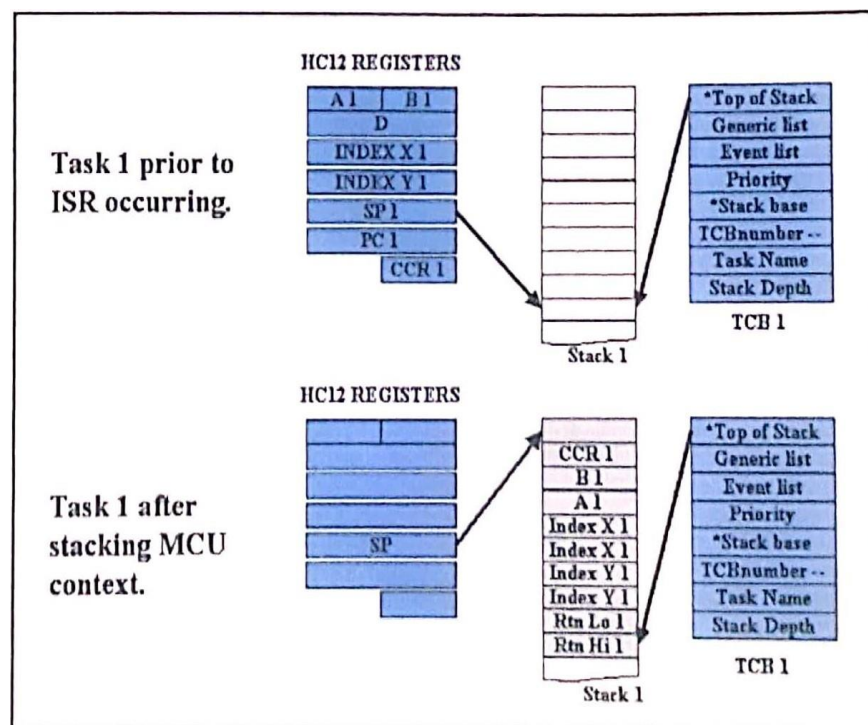 HC12 REGISTERS
A 1 B 1
D
INDEX X 1
INDEX Y 1
SP 1
PC 1
CCR 1
Task 1 prior to
ISR occurring.
Stack 1
*Top of Stack
Generic list
Event list
Priority
*Stack base
TCBnumber --
Task Name
Stack Depth
TCB 1
HC12 REGISTERS
SP
Task 1 after
stacking MCU
context.
CCR 1
B 1
A 1
Index X 1
Index X 1
Index Y 1
Index Y 1
Rtn Lo 1
Rtn Hi 1
Stack 1
*Top of Stack
Generic list
Event list
Priority
*Stack base
TCBnumber --
Task Name
Stack Depth
TCB 1